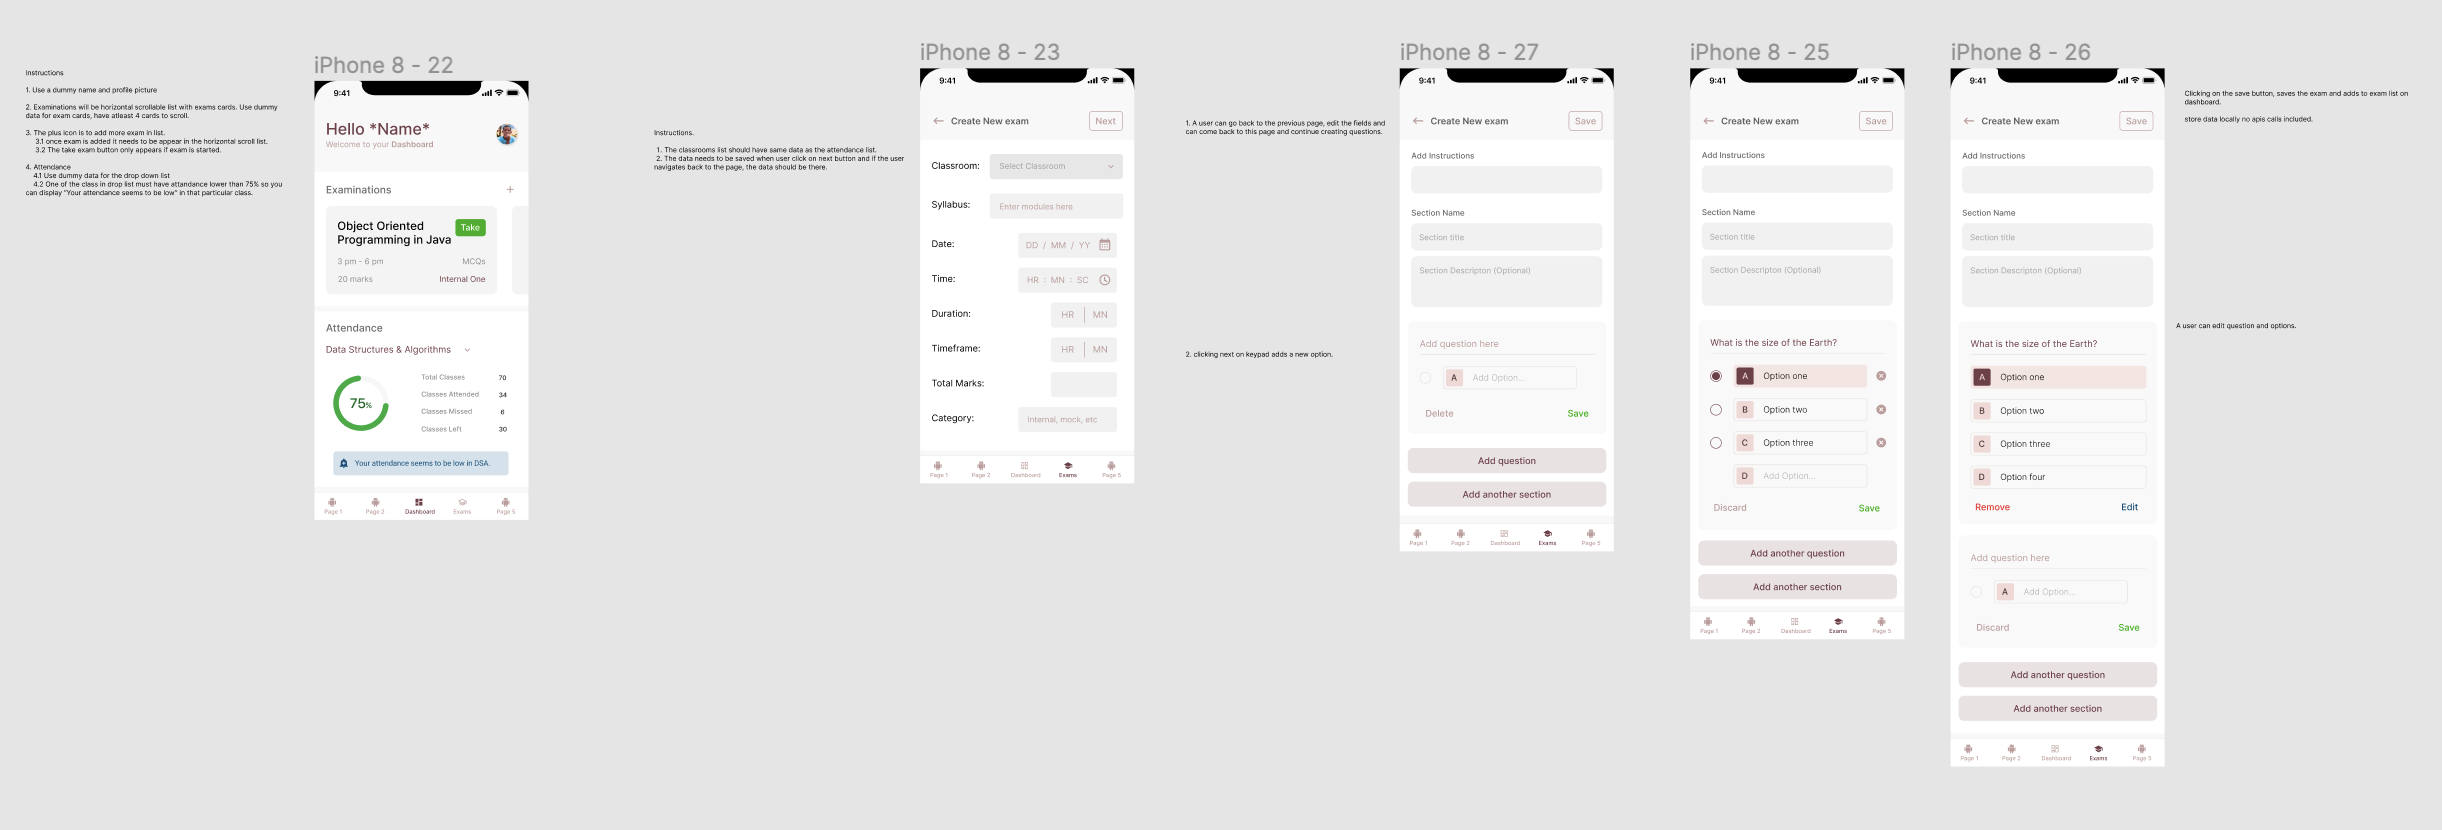 Instructions
1. Use a dummy name and profile picture
2. Examinations will be horizontal scrollable list with exams cards. Use dummy
data for exam cards, have atleast 4 cards to scroll.
3. The plus icon is to add more exam in list.
3.1 once exam is added it needs to be appear in the horizontal scroll list.
3.2 The take exam button only appears if exam is started.
4. Attendance
4.1 Use dummy data for the drop down list
4.2 One of the class in drop list must have attandance lower than 75% so you
can display "Your attendance seems to be low" in that particular class.
iPhone 8 - 22
9:41
Hello *Name*
Welcome to your Dashboard
Examinations
+
Object Oriented
Programming in Java
Take
3 pm - 6 pm
MCQs
20 marks
Internal One
Attendance
Data Structures & Algorithms
75%
Total Classes 70
Classes Attended 34
Classes Missed 6
Classes Left 30
Your attendance seems to be low in DSA.
Page 1
Page 2
Dashboard
Exams
Page 5
Instructions.
1. The classrooms list should have same data as the attendance list.
2. The data needs to be saved when user click on next button and if the user
navigates back to the page, the data should be there.
iPhone 8 - 23
9:41
Create New exam
Next
Classroom: Select Classroom
Syllabus: Enter modules here
Date: DD / MM / YY
Time: HR : MN : SC
Duration: HR MN
Timeframe: HR MN
Total Marks:
Category: Internal, mock, etc
Page 1
Page 2
Dashboard
Exams
Page 5
1. A user can go back to the previous page, edit the fields and
can come back to this page and continue creating questions.
2. clicking next on keypad adds a new option.
iPhone 8 - 27
9:41
Create New exam
Save
Add Instructions
Section Name
Section title
Section Descripton (Optional)
Add question here
A Add Option...
Delete
Save
Add question
Add another section
Page 1
Page 2
Dashboard
Exams
Page 5
iPhone 8 - 25
9:41
Create New exam
Save
Add Instructions
Section Name
Section title
Section Descripton (Optional)
What is the size of the Earth?
A Option one
B Option two
C Option three
D Add Option...
Discard
Save
Add another question
Add another section
Page 1
Page 2
Dashboard
Exams
Page 5
iPhone 8 - 26
9:41
Create New exam
Save
Add Instructions
Section Name
Section title
Section Descripton (Optional)
What is the size of the Earth?
A Option one
B Option two
C Option three
D Option four
Remove
Edit
Add question here
A Add Option...
Discard
Save
Add another question
Add another section
Page 1
Page 2
Dashboard
Exams
Page 5
Clicking on the save button, saves the exam and adds to exam list on
dashboard.
store data locally no apis calls included.
A user can edit question and options.